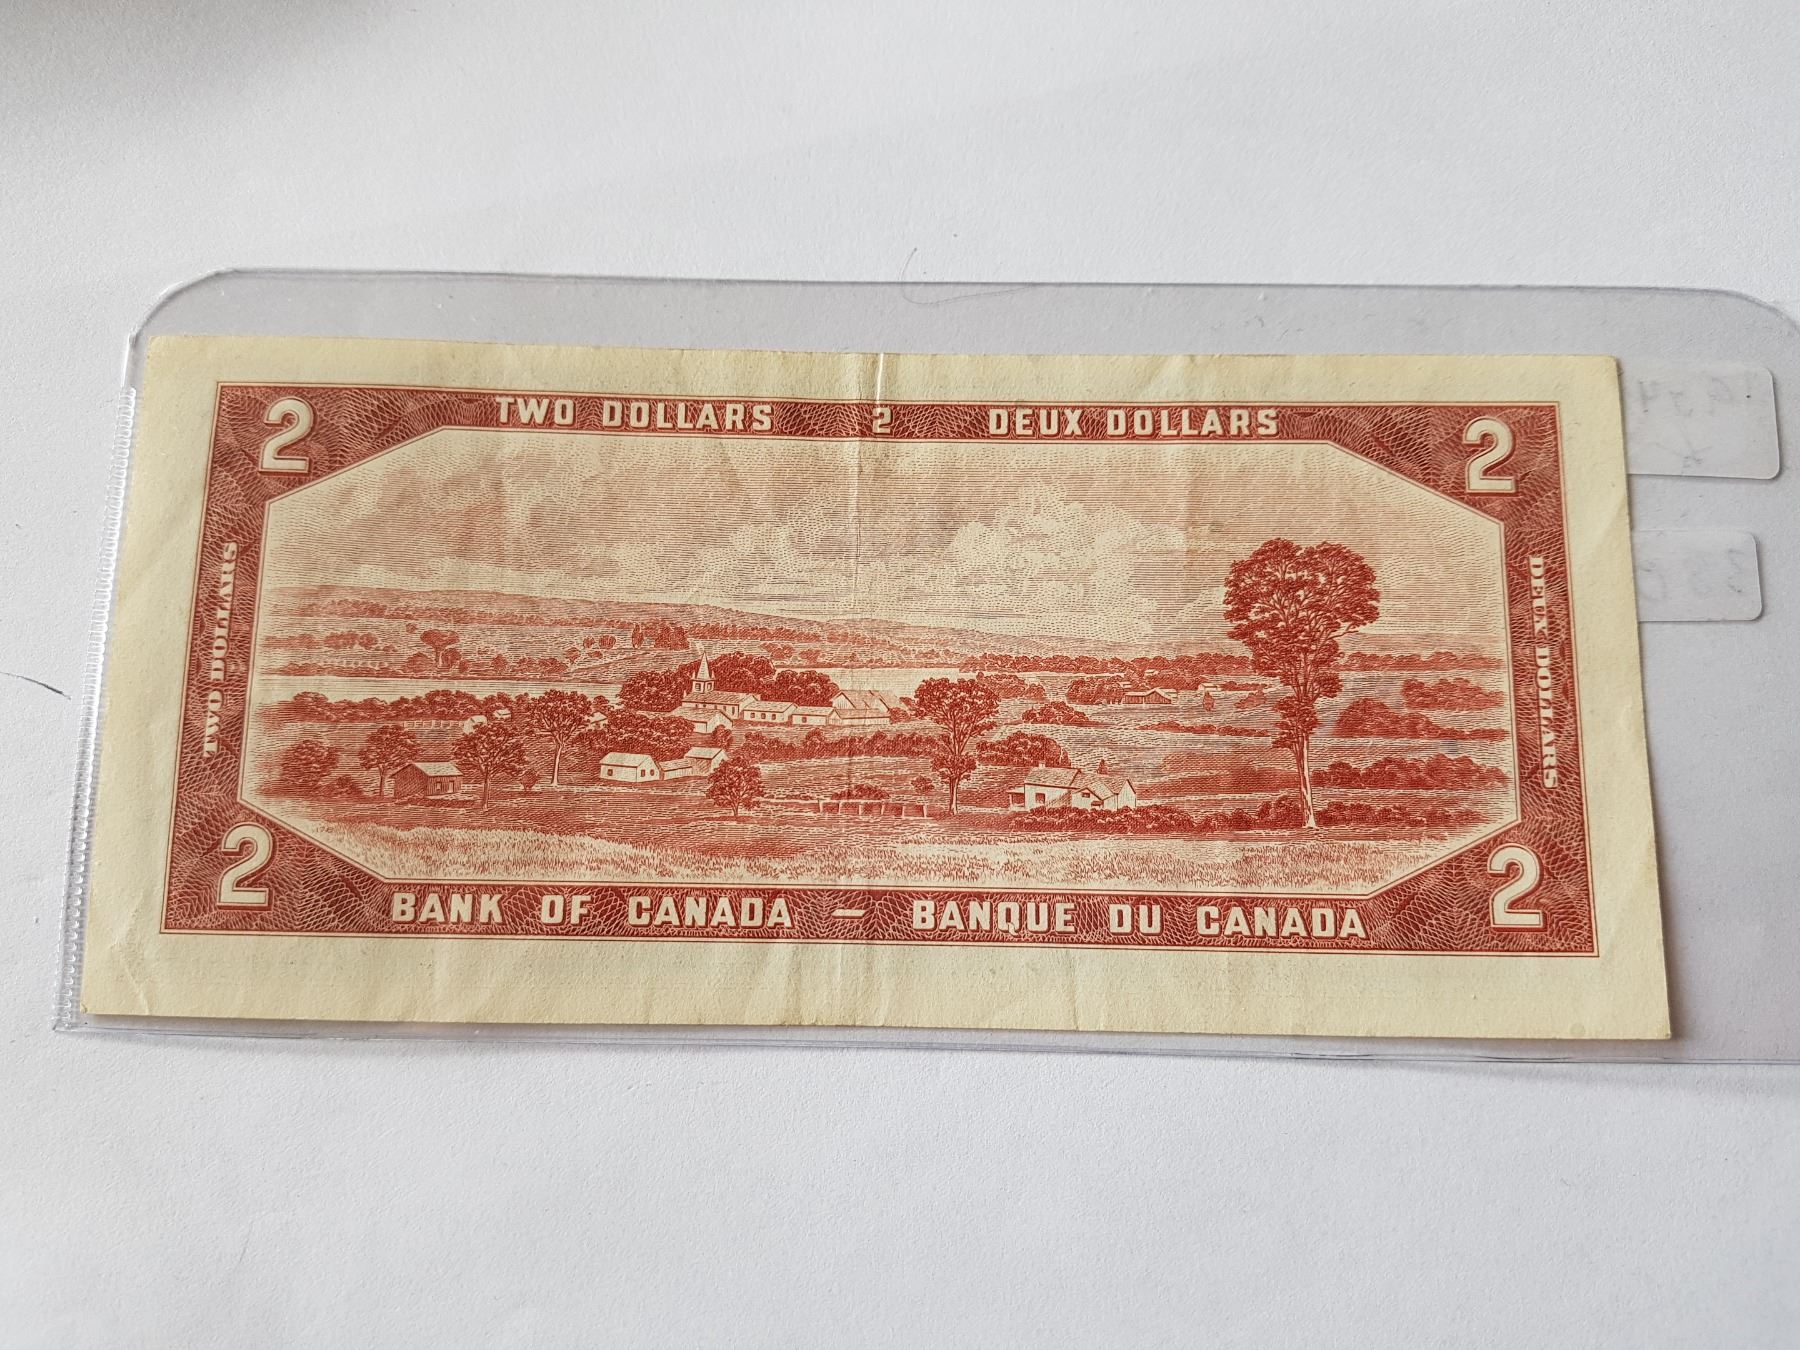 TWO DOLLARS 2 DEUX DOLLARS
2
2
TWO DOLLARS
DEUX DOLLARS
2
2
BANK OF CANADA — BANQUE DU CANADA